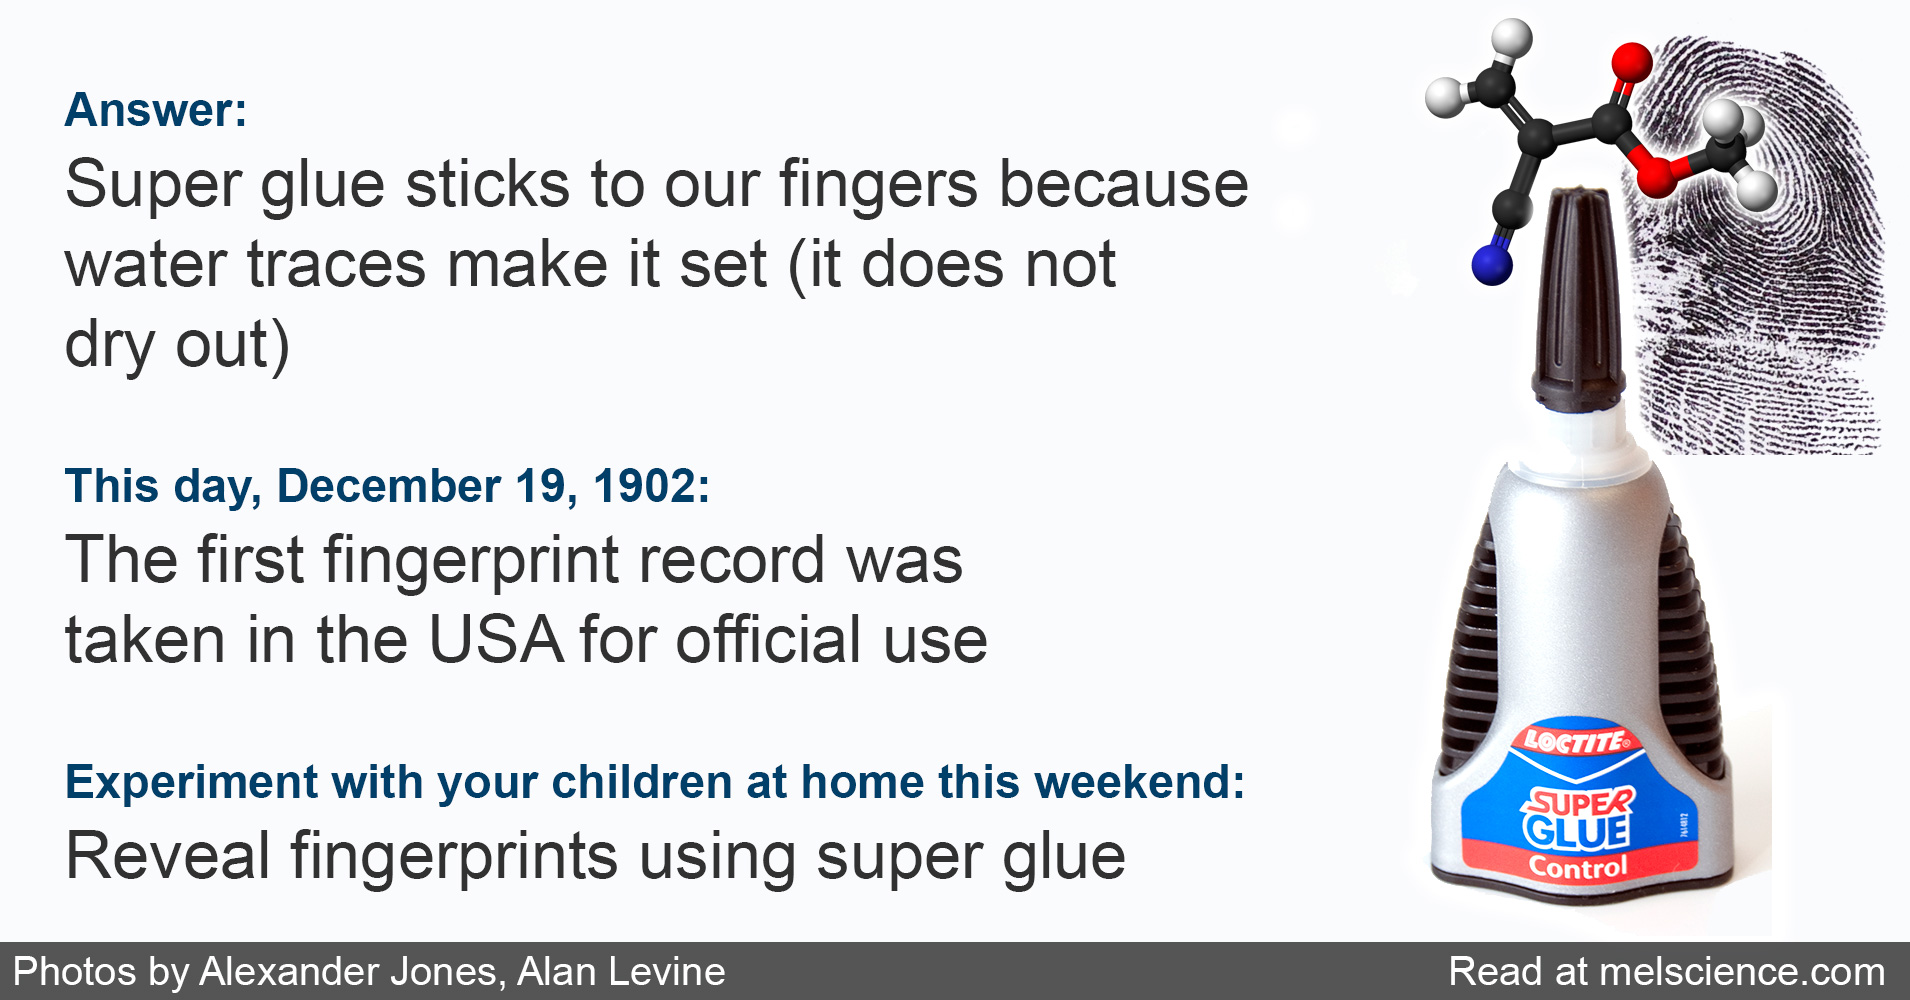 Answer:
Super glue sticks to our fingers because
water traces make it set (it does not
dry out)
This day, December 19, 1902:
The first fingerprint record was
taken in the USA for official use
Experiment with your children at home this weekend:
Reveal fingerprints using super glue
LOCTITE®
SUPER
GLUE
Control
Photos by Alexander Jones, Alan Levine
Read at melscience.com